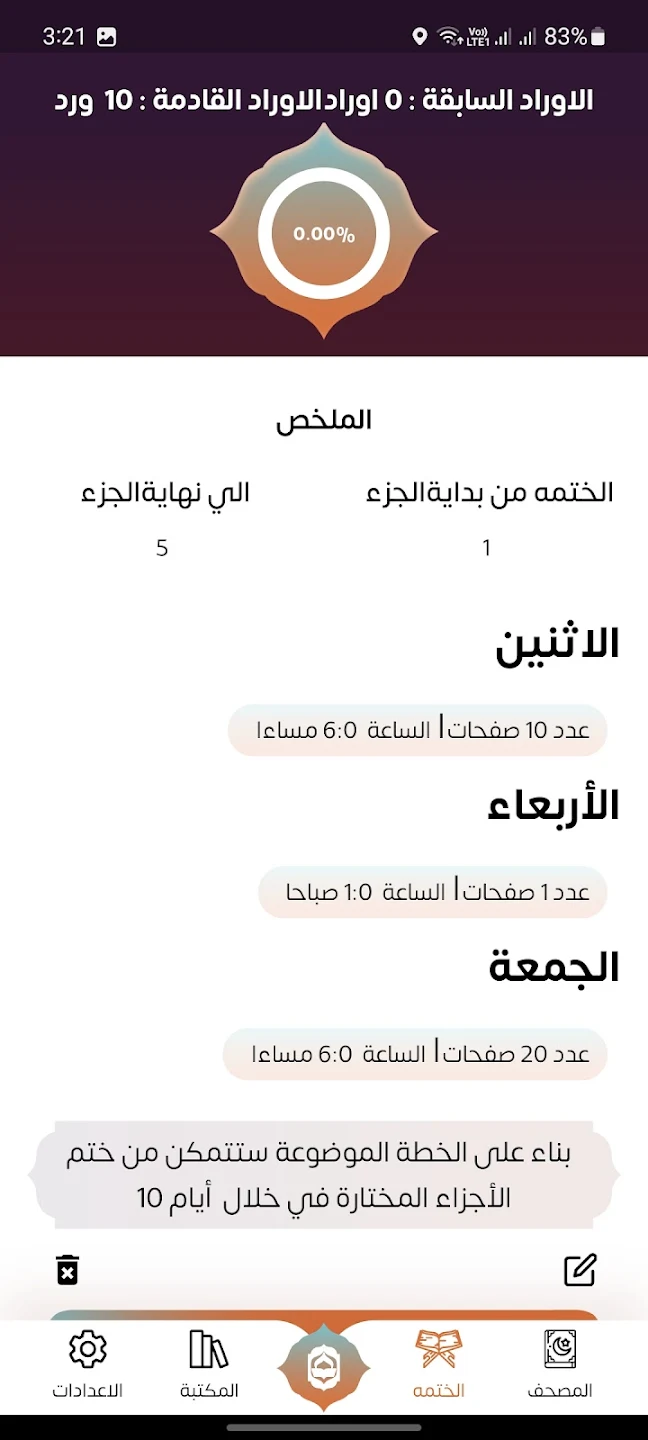 3:21 Vo)) LTE1 83%
الاوراد السابقة : 0 اورادالاوراد القادمة : 10 ورد
0.00%
الملخص
الختمه من بدايةالجزء الي نهايةالجزء
1 5
الاثنين
عدد 10 صفحات| الساعة 6:0 مساءا
الأربعاء
عدد 1 صفحات| الساعة 1:0 صباحا
الجمعة
عدد 20 صفحات| الساعة 6:0 مساءا
بناء على الخطة الموضوعة ستتمكن من ختم
الأجزاء المختارة في خلال أيام 10
المصحف الختمه المكتبة الاعدادات